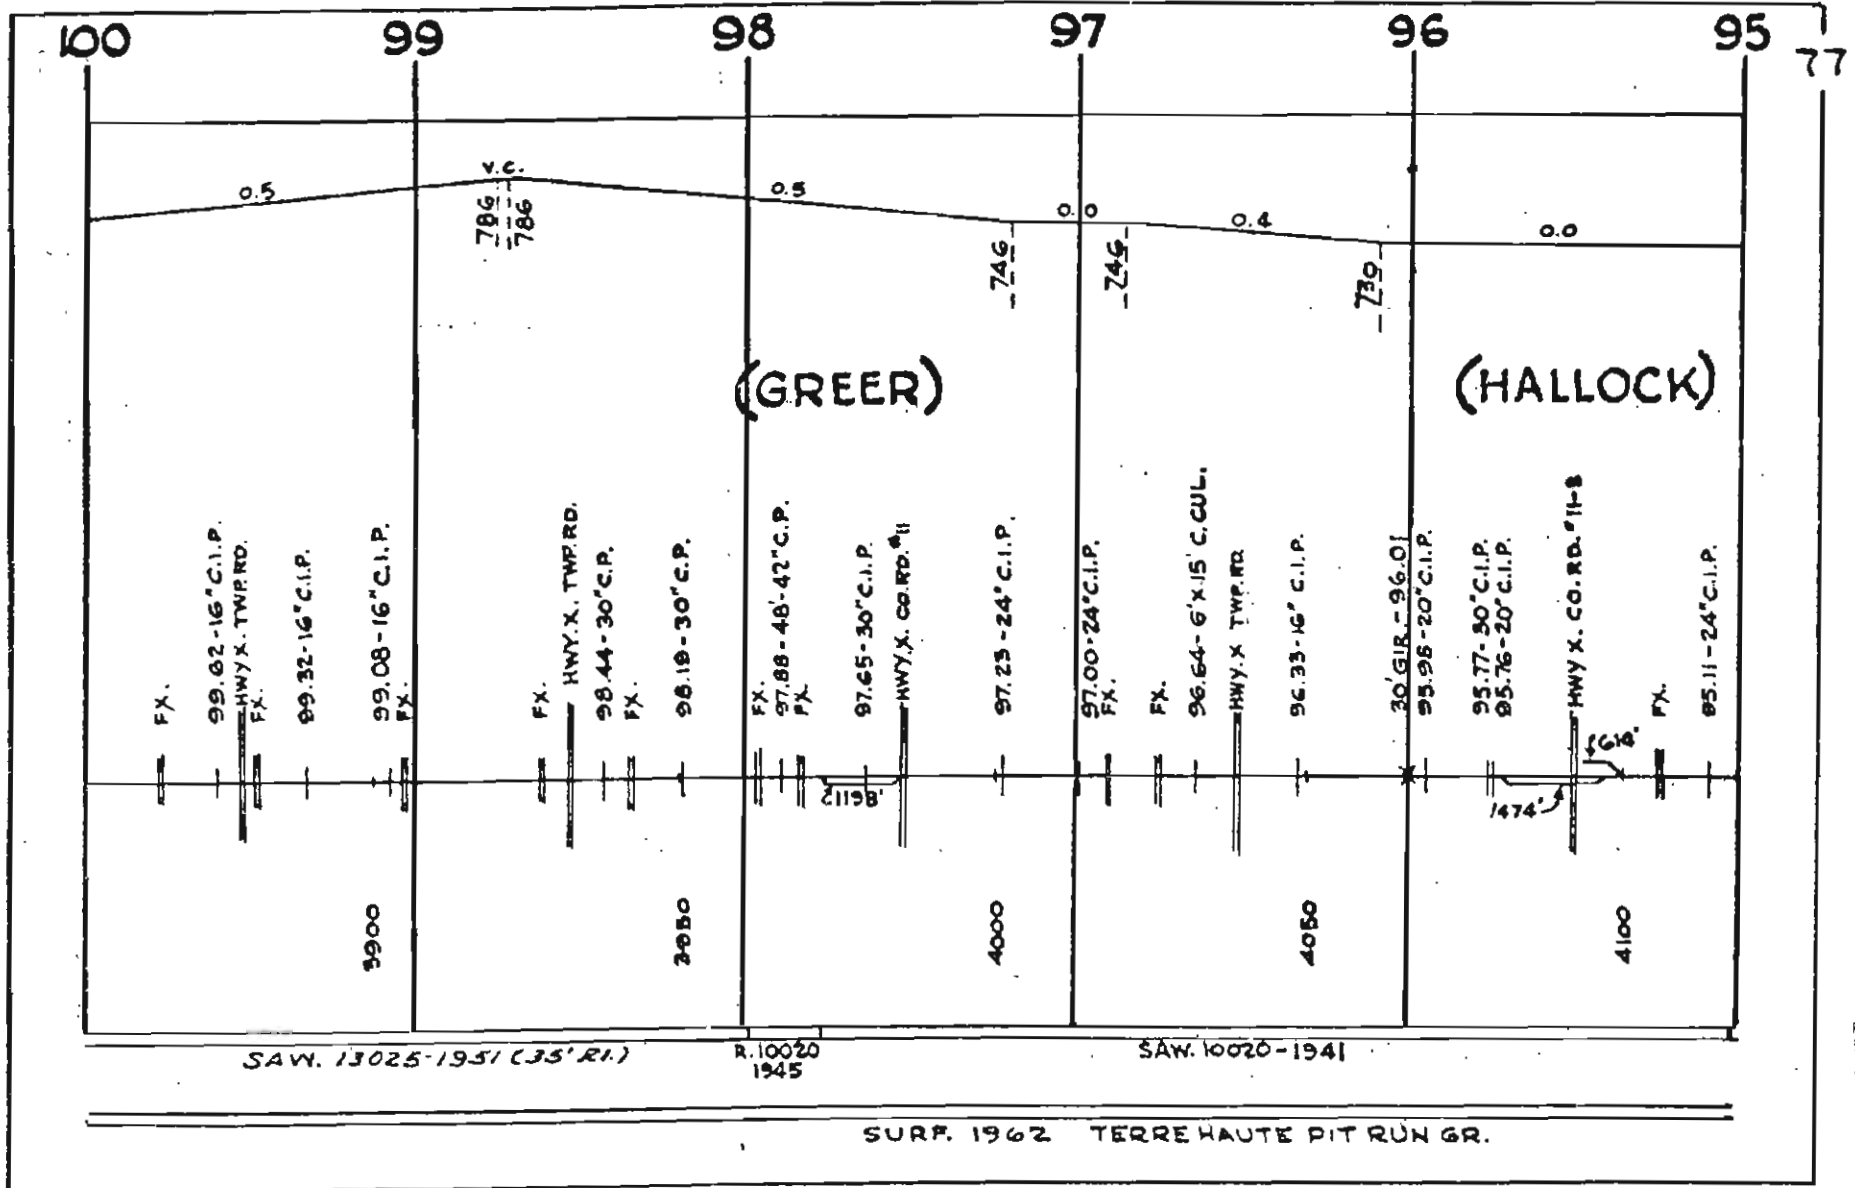 100 99 98 97 96 95
77
0.5
V.C.
0.5
0.0
0.4
0.0
786
786
746
746
730
(GREER)
(HALLOCK)
FX.
99.62-16"C.I.P.
HWY X. TWP. RD.
FX.
99.32-16"C.I.P.
99.08-16"C.I.P.
FX.
FX.
HWY. X. TWP. RD.
98.44-30"C.P.
FX.
98.19-30"C.P.
FX.
97.88-48'-42"C.P.
FX.
97.65-30"C.I.P.
HWY. X. CO. RD. #11
97.23-24"C.I.P.
97.00-24"C.I.P.
FX.
FX.
96.64-6'X15' C. CUL.
HWY. X TWP. RD
96.33-16" C.I.P.
30' GIR.-96.01
95.95-20"C.I.P.
95.77-30"C.I.P.
95.76-20"C.I.P.
HWY X. CO. RD. #11-B
FX.
95.11-24"C.I.P.
1198'
1474'
614'
3900
3950
4000
4050
4100
SAW. 13025-1951 (35' R1.)
R. 10020
1945
SAW. 10020-1941
SURF. 1962 TERRE HAUTE PIT RUN GR.